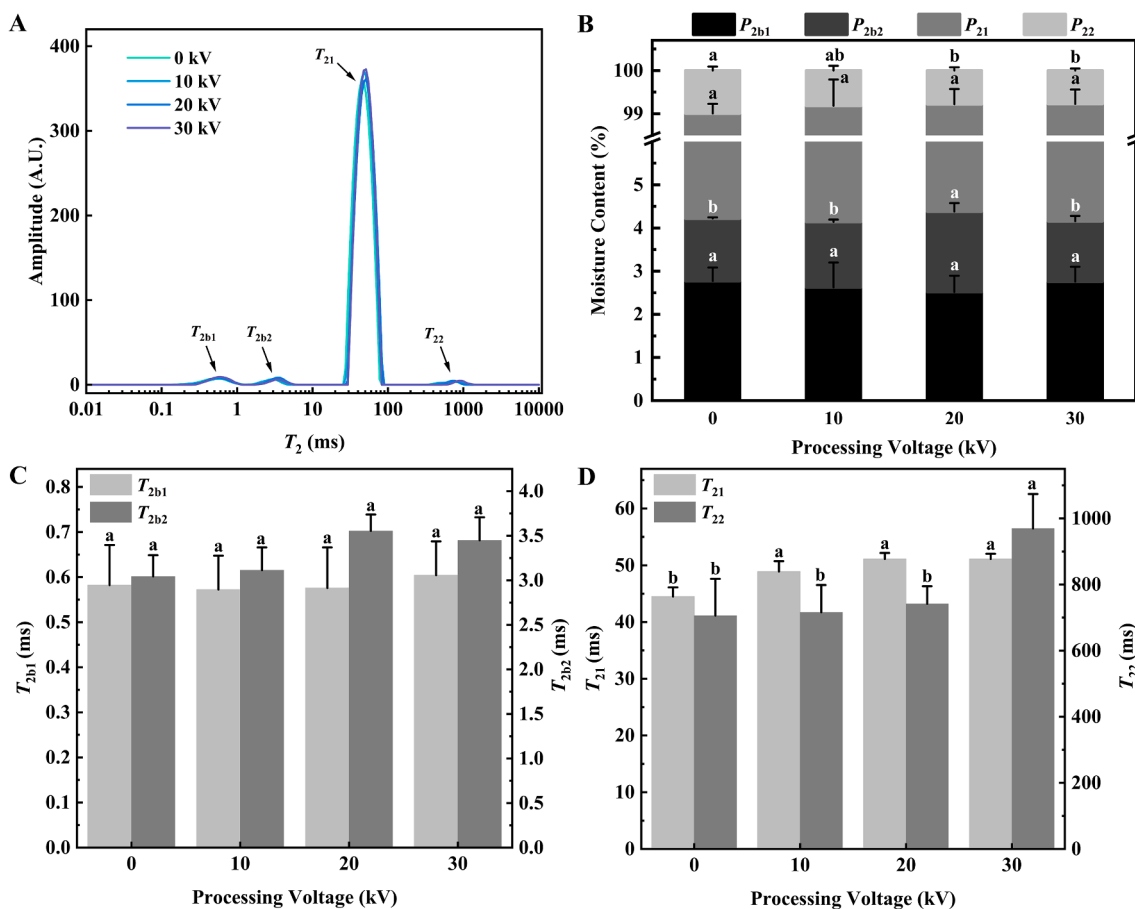 A
400
300
200
100
0
Amplitude (A.U.)
0 kV
10 kV
20 kV
30 kV
T21
T2b1
T2b2
T22
0.01 0.1 1 10 100 1000 10000
T2 (ms)
B
P2b1 P2b2 P21 P22
100
99
5
4
3
2
1
0
Moisture Content (%)
a ab b b
a a a a
b b a b
a a a a
0 10 20 30
Processing Voltage (kV)
C
T2b1
T2b2
0.8
0.7
0.6
0.5
0.4
0.3
0.2
0.1
0.0
T2b1 (ms)
a a a a a a a a
4.0
3.5
3.0
2.5
2.0
1.5
1.0
0.5
0.0
T2b2 (ms)
0 10 20 30
Processing Voltage (kV)
D
T21
T22
60
50
40
30
20
10
0
T21 (ms)
b b a b a b a a
1000
800
600
400
200
0
T22 (ms)
0 10 20 30
Processing Voltage (kV)